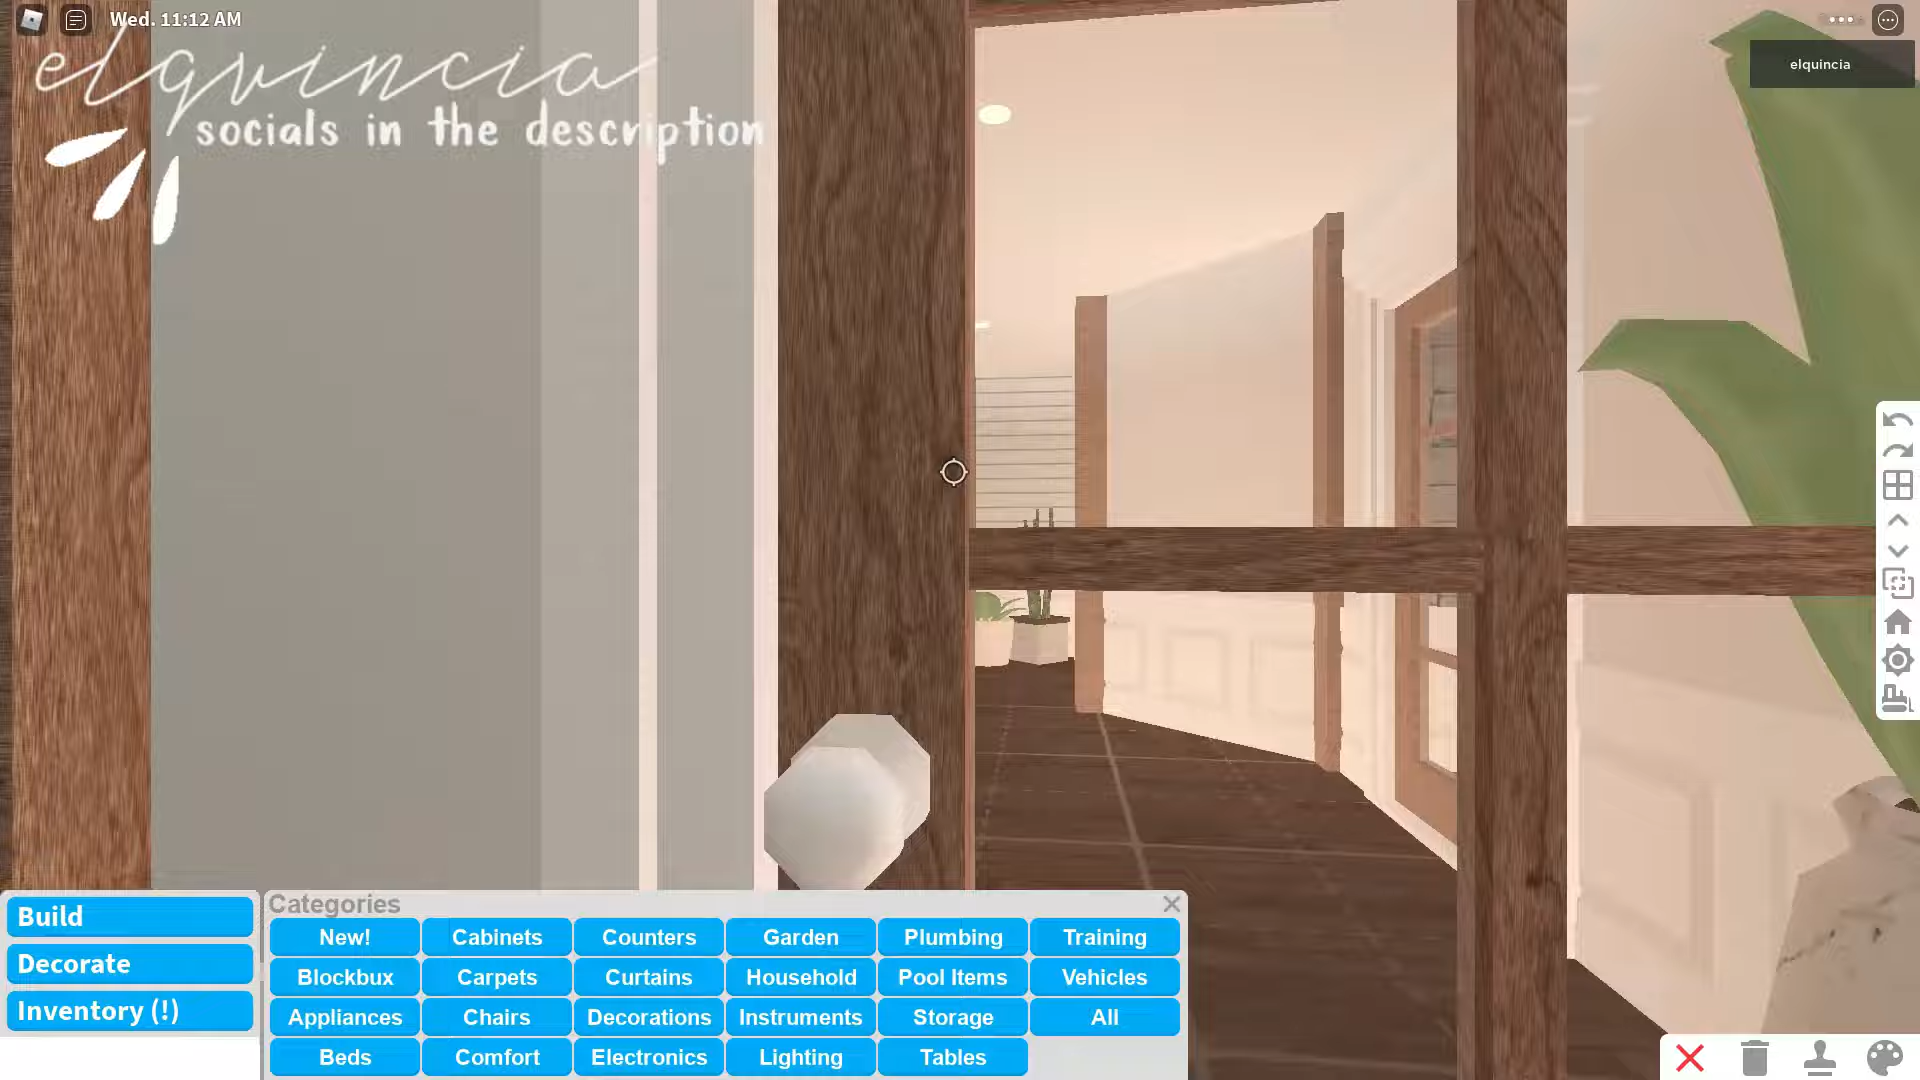 Wed. 11:12 AM
elquincia
socials in the description
elquincia
Build
Decorate
Inventory (!)
Categories
New! Cabinets Counters Garden Plumbing Training
Blockbux Carpets Curtains Household Pool Items Vehicles
Appliances Chairs Decorations Instruments Storage All
Beds Comfort Electronics Lighting Tables